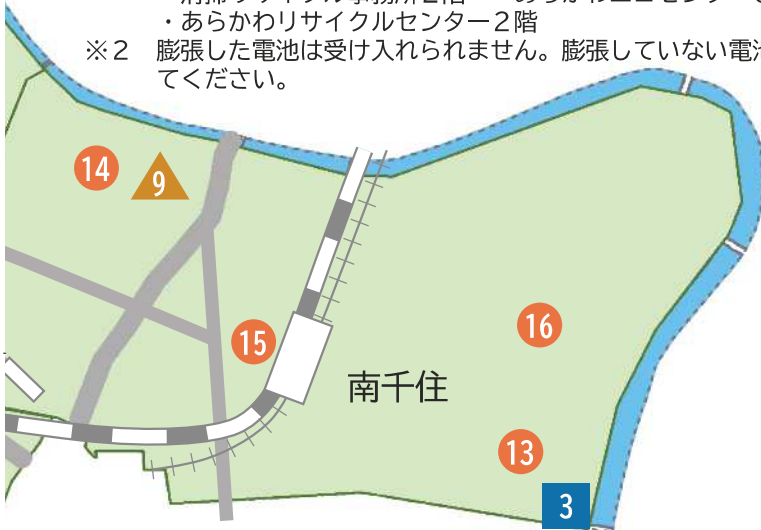 ・あらかわリサイクルセンター2階
※2 膨張した電池は受け入れられません。膨張していない電池
てください。
14
9
15
16
南千住
13
3